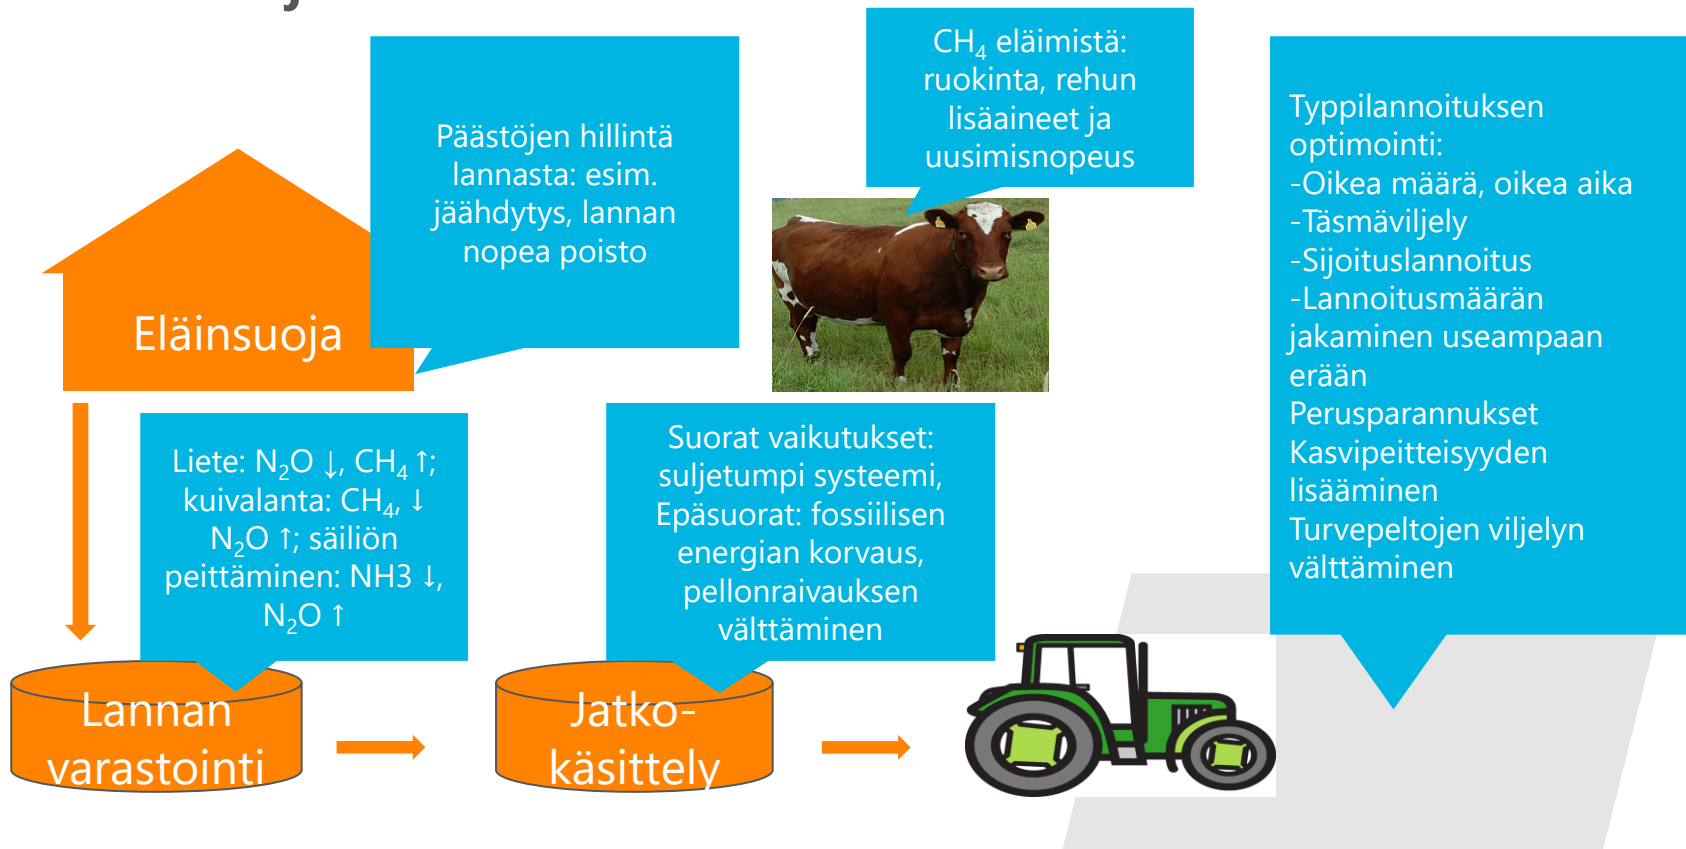 Päästöjen hillintä
lannasta: esim.
jäähdytys, lannan
nopea poisto
CH₄ eläimistä:
ruokinta, rehun
lisäaineet ja
uusimisnopeus
Typpilannoituksen
optimointi:
-Oikea määrä, oikea aika
-Täsmäviljely
-Sijoituslannoitus
-Lannoitusmäärän
jakaminen useampaan
erään
Perusparannukset
Kasvipeitteisyyden
lisääminen
Turvepeltojen viljelyn
välttäminen
Eläinsuoja
Liete: N₂O ↓, CH₄ ↑;
kuivalanta: CH₄, ↓
N₂O ↑; säiliön
peittäminen: NH3 ↓,
N₂O ↑
Suorat vaikutukset:
suljetumpi systeemi,
Epäsuorat: fossiilisen
energian korvaus,
pellonraivauksen
välttäminen
Lannan
varastointi
Jatko-
käsittely